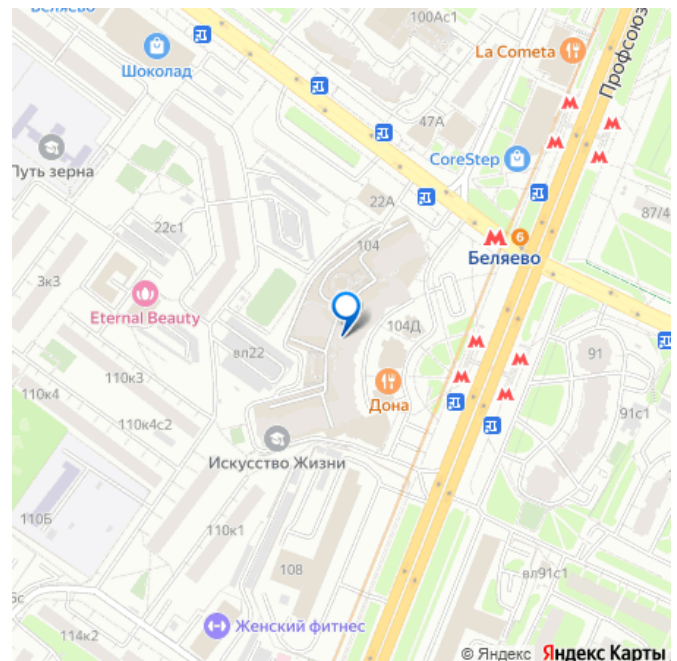 Беляево
100Ас1
Профсоюз
La Cometa
Шоколад
47А
CoreStep
Путь зерна
22А
87/4
22с1
104
6
Беляево
3к3
Eternal Beauty
104Д
91
вл22
110к3
110к4
Дона
91с1
110к4с2
Искусство Жизни
110Б
110к1
108
вл91с1
5с
Женский фитнес
114к2
© Яндекс Яндекс Карты